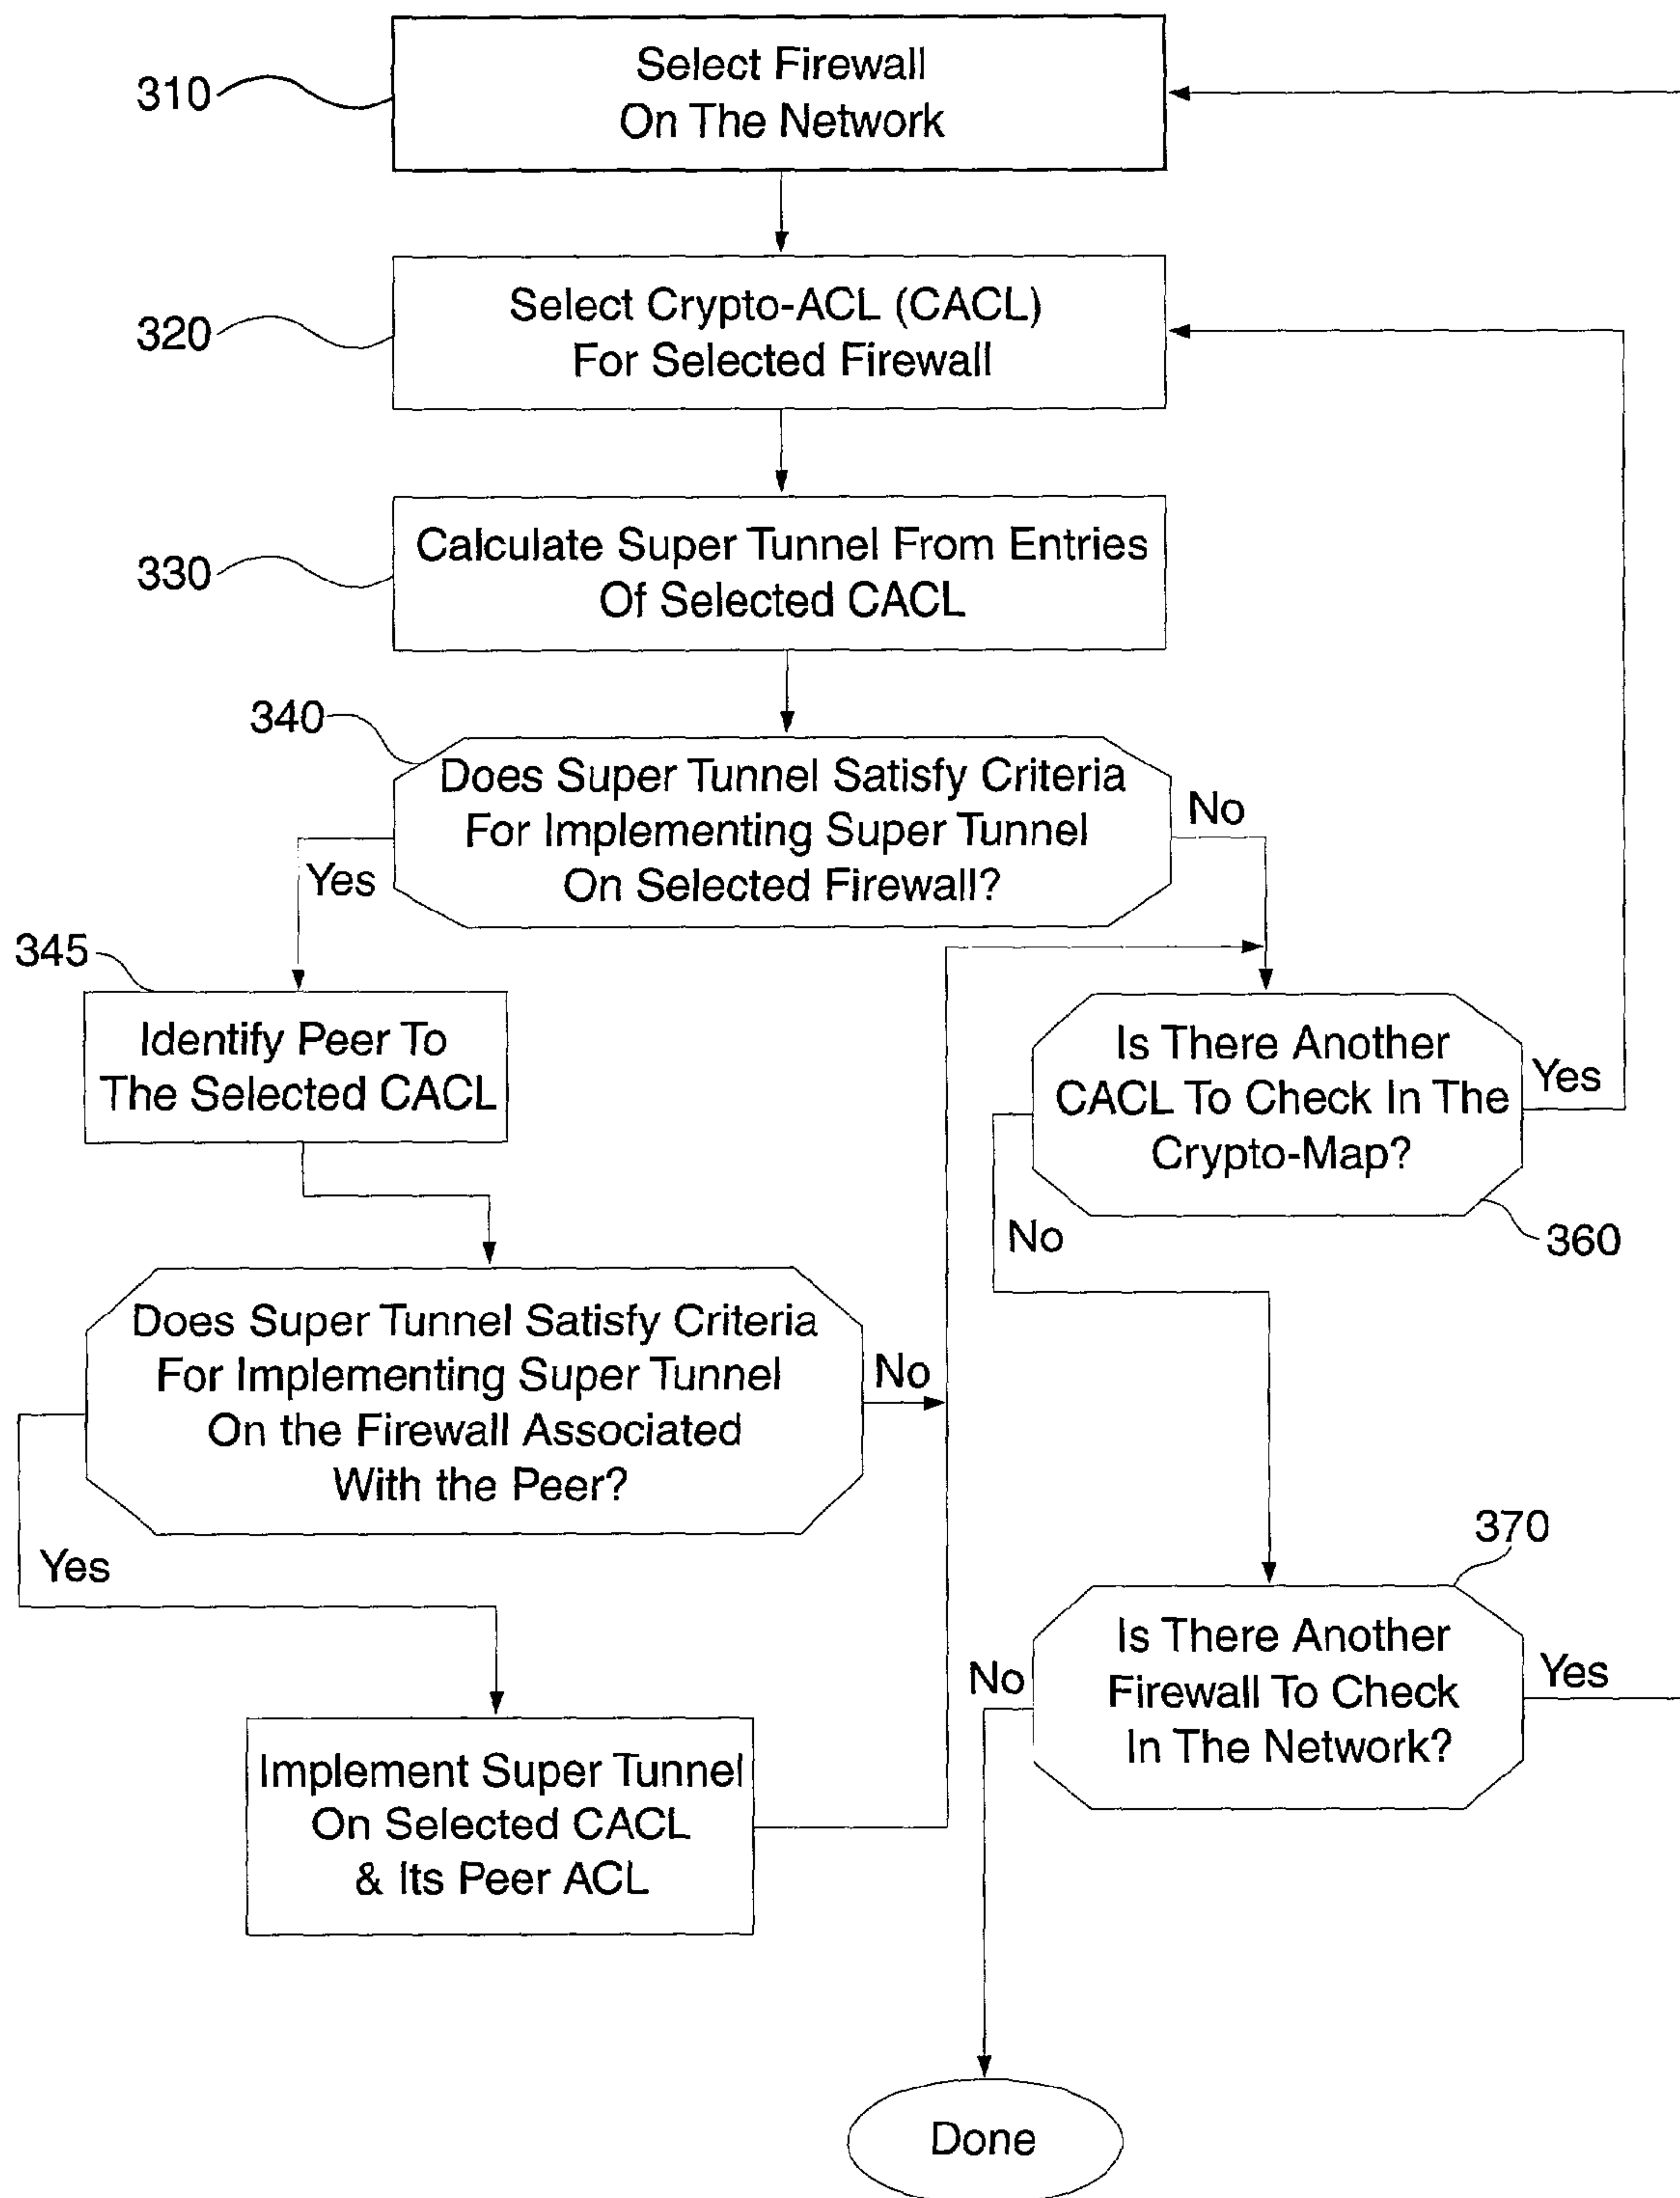 310
Select Firewall
On The Network
320
Select Crypto-ACL (CACL)
For Selected Firewall
330
Calculate Super Tunnel From Entries
Of Selected CACL
340
Does Super Tunnel Satisfy Criteria
For Implementing Super Tunnel
On Selected Firewall?
No
Yes
345
Identify Peer To
The Selected CACL
Is There Another
CACL To Check In The
Crypto-Map?
Yes
No
360
Does Super Tunnel Satisfy Criteria
For Implementing Super Tunnel
On the Firewall Associated
With the Peer?
No
Yes
370
Is There Another
Firewall To Check
In The Network?
No
Yes
Implement Super Tunnel
On Selected CACL
& Its Peer ACL
Done